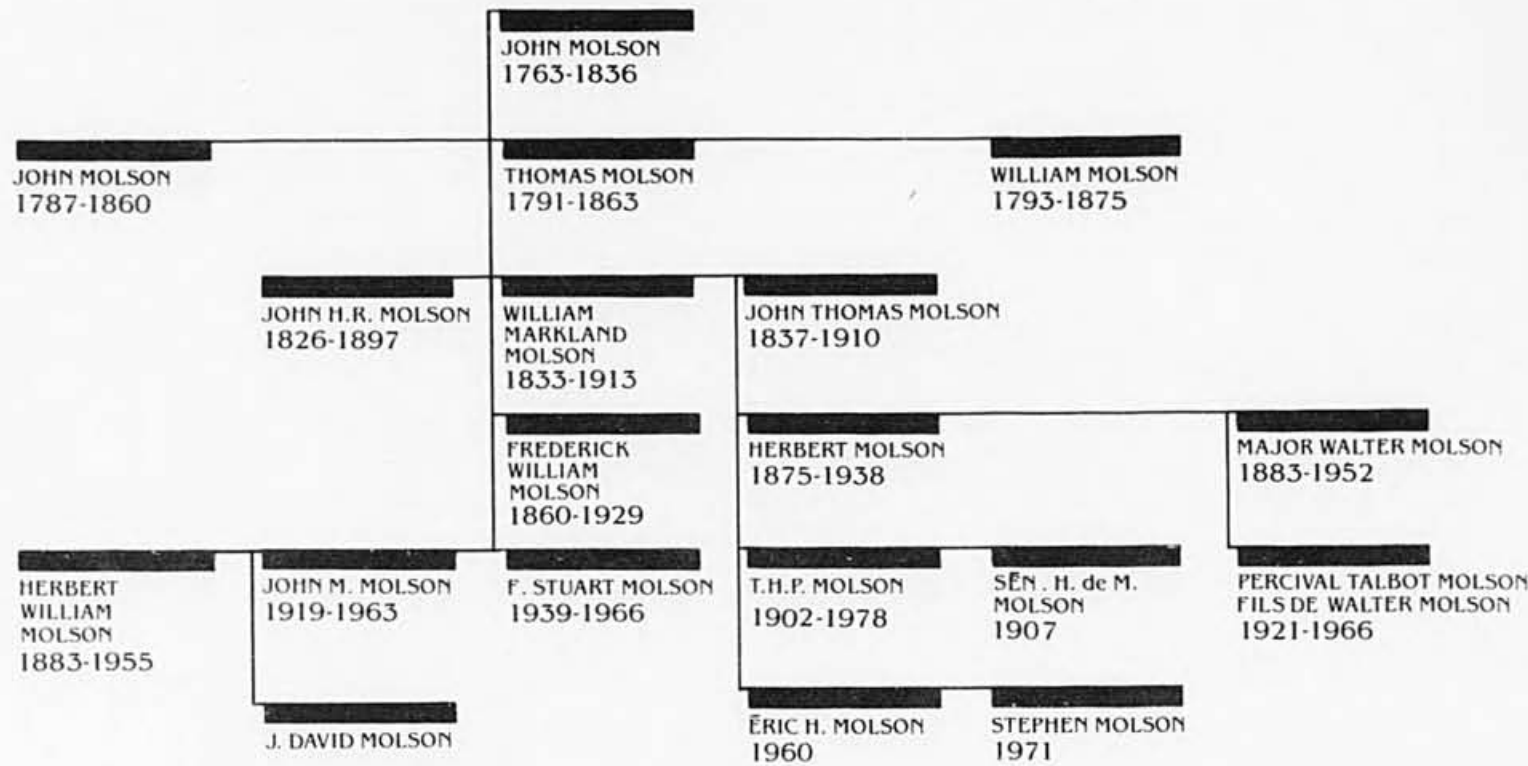 JOHN MOLSON
1763-1836
JOHN MOLSON
1787-1860
THOMAS MOLSON
1791-1863
WILLIAM MOLSON
1793-1875
JOHN H.R. MOLSON
1826-1897
WILLIAM
MARKLAND
MOLSON
1833-1913
JOHN THOMAS MOLSON
1837-1910
FREDERICK
WILLIAM
MOLSON
1860-1929
HERBERT MOLSON
1875-1938
MAJOR WALTER MOLSON
1883-1952
HERBERT
WILLIAM
MOLSON
1883-1955
JOHN M. MOLSON
1919-1963
F. STUART MOLSON
1939-1966
T.H.P. MOLSON
1902-1978
SĒN. H. de M.
MOLSON
1907
PERCIVAL TALBOT MOLSON
FILS DE WALTER MOLSON
1921-1966
J. DAVID MOLSON
ĒRIC H. MOLSON
1960
STEPHEN MOLSON
1971